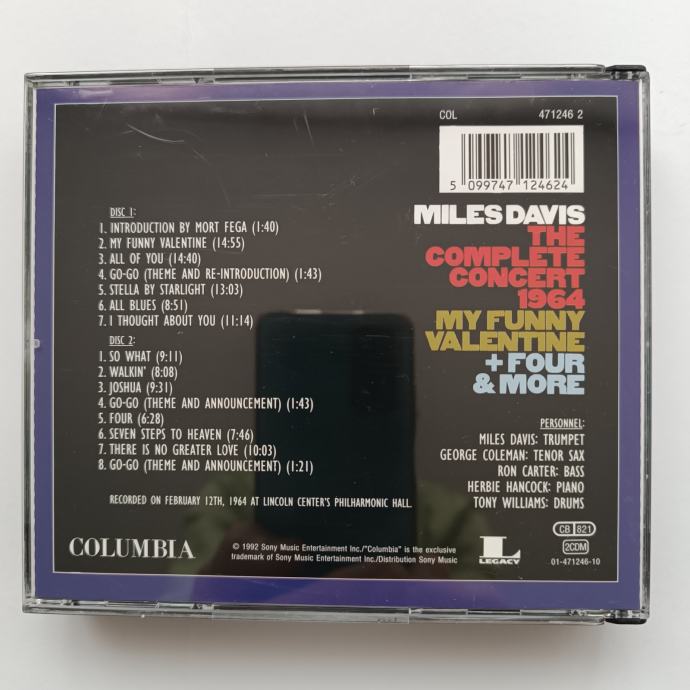 COL 471246 2
5 099747 124624
MILES DAVIS
THE
COMPLETE
CONCERT
1964
MY FUNNY
VALENTINE
+ FOUR
& MORE
DISC 1:
1. INTRODUCTION BY MORT FEGA (1:40)
2. MY FUNNY VALENTINE (14:55)
3. ALL OF YOU (14:40)
4. GO-GO (THEME AND RE-INTRODUCTION) (1:43)
5. STELLA BY STARLIGHT (13:03)
6. ALL BLUES (8:51)
7. I THOUGHT ABOUT YOU (11:14)
DISC 2:
1. SO WHAT (9:11)
2. WALKIN' (8:08)
3. JOSHUA (9:31)
4. GO-GO (THEME AND ANNOUNCEMENT) (1:43)
5. FOUR (6:28)
6. SEVEN STEPS TO HEAVEN (7:46)
7. THERE IS NO GREATER LOVE (10:03)
8. GO-GO (THEME AND ANNOUNCEMENT) (1:21)
RECORDED ON FEBRUARY 12TH, 1964 AT LINCOLN CENTER'S PHILHARMONIC HALL.
PERSONNEL:
MILES DAVIS: TRUMPET
GEORGE COLEMAN: TENOR SAX
RON CARTER: BASS
HERBIE HANCOCK: PIANO
TONY WILLIAMS: DRUMS
COLUMBIA
© 1992 Sony Music Entertainment Inc./"Columbia" is the exclusive
trademark of Sony Music Entertainment Inc./Distribution Sony Music
L
LEGACY
CB 821
2CDM
01-471246-10